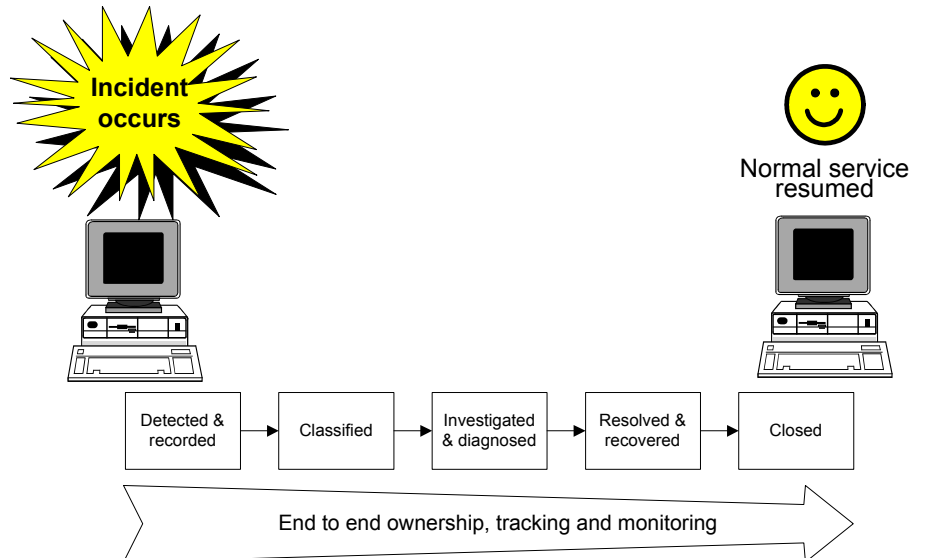 Incident
occurs
Normal service
resumed
Detected &
recorded
Classified
Investigated
& diagnosed
Resolved &
recovered
Closed
End to end ownership, tracking and monitoring